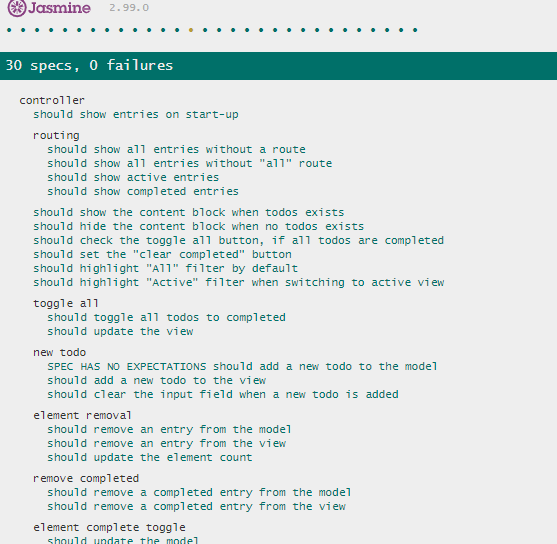 Jasmine 2.99.0
30 specs, 0 failures
controller
should show entries on start-up
routing
should show all entries without a route
should show all entries without "all" route
should show active entries
should show completed entries
should show the content block when todos exists
should hide the content block when no todos exists
should check the toggle all button, if all todos are completed
should set the "clear completed" button
should highlight "All" filter by default
should highlight "Active" filter when switching to active view
toggle all
should toggle all todos to completed
should update the view
new todo
SPEC HAS NO EXPECTATIONS should add a new todo to the model
should add a new todo to the view
should clear the input field when a new todo is added
element removal
should remove an entry from the model
should remove an entry from the view
should update the element count
remove completed
should remove a completed entry from the model
should remove a completed entry from the view
element complete toggle
should update the model